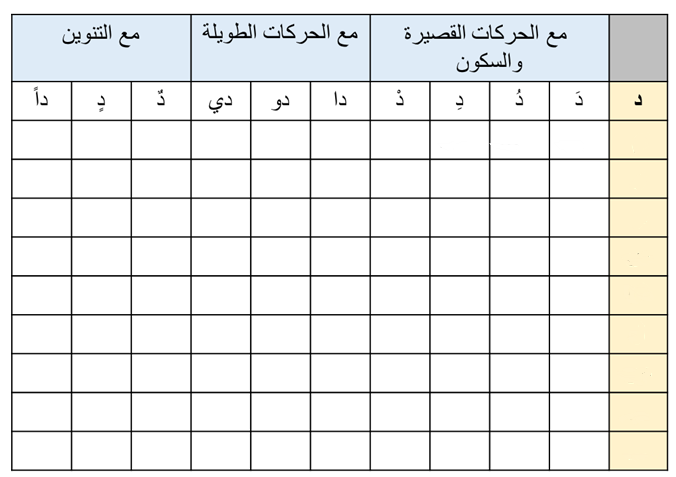 مع الحركات القصيرة والسكون
مع الحركات الطويلة
مع التنوين
د دَ دُ دِ دْ دا دو دي دٌ دٍ داً